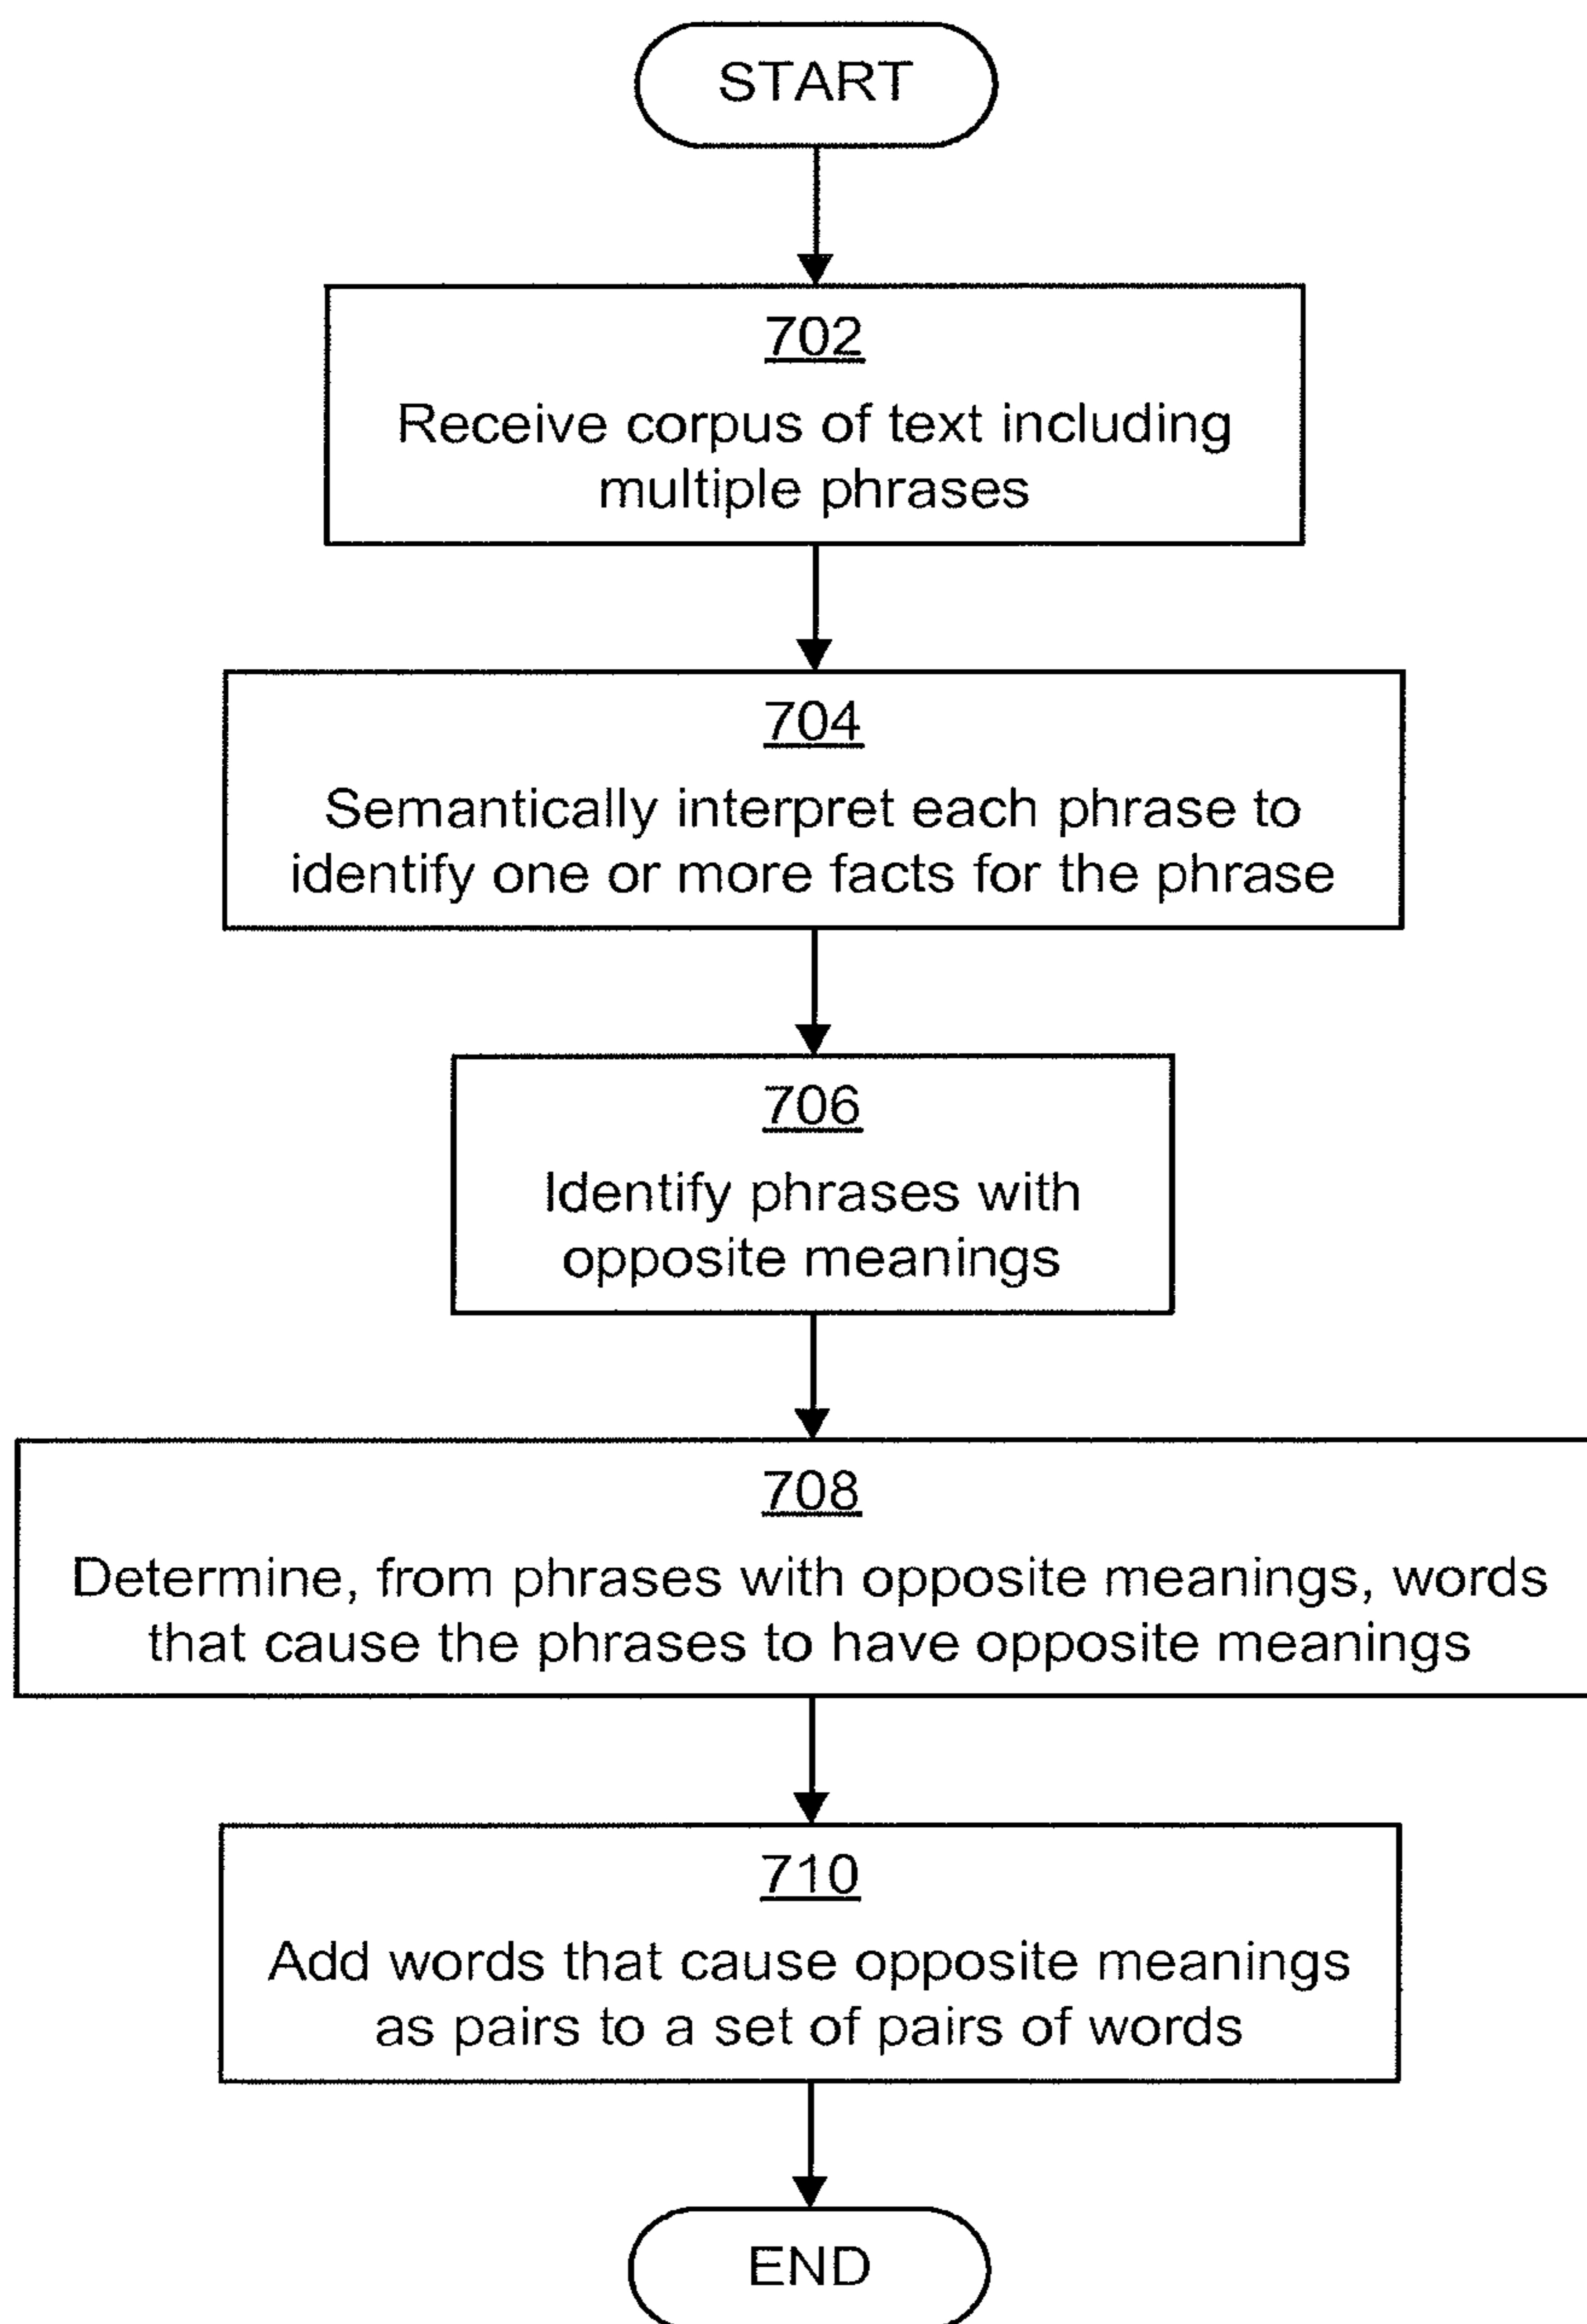 START
702
Receive corpus of text including
multiple phrases
704
Semantically interpret each phrase to
identify one or more facts for the phrase
706
Identify phrases with
opposite meanings
708
Determine, from phrases with opposite meanings, words
that cause the phrases to have opposite meanings
710
Add words that cause opposite meanings
as pairs to a set of pairs of words
END